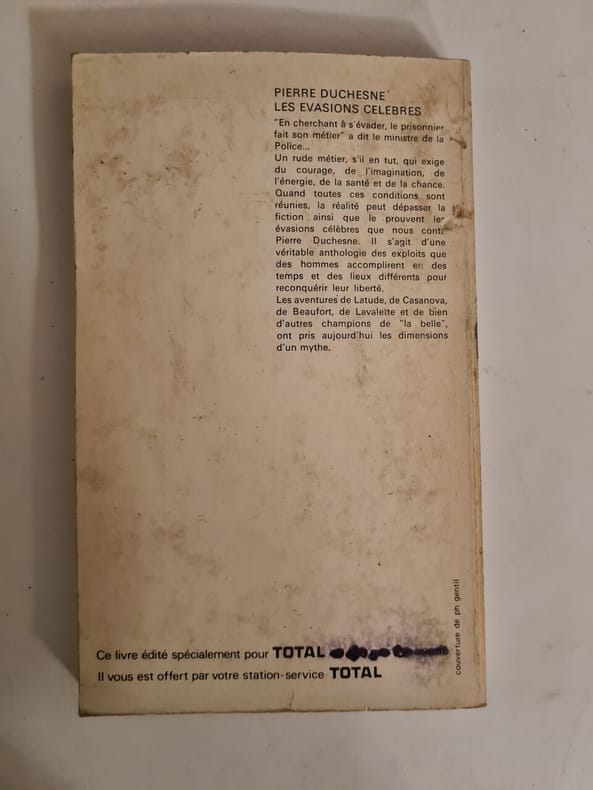 PIERRE DUCHESNE
LES EVASIONS CELEBRES
"En cherchant à s'évader, le prisonnier
fait son métier" a dit le ministre de la
Police...
Un rude métier, s'il en tut, qui exige
du courage, de l'imagination, de
l'énergie, de la santé et de la chance.
Quand toutes ces conditions sont
réunies, la réalité peut dépasser la
fiction ainsi que le prouvent les
évasions célèbres que nous conte
Pierre Duchesne. Il s'agit d'une
véritable anthologie des exploits que
des hommes accomplirent en des
temps et des lieux différents pour
reconquérir leur liberté.
Les aventures de Latude, de Casanova,
de Beaufort, de Lavalette et de bien
d'autres champions de "la belle",
ont pris aujourd'hui les dimensions
d'un mythe.
couverture de ph. gentil
Ce livre édité spécialement pour TOTAL
Il vous est offert par votre station-service TOTAL